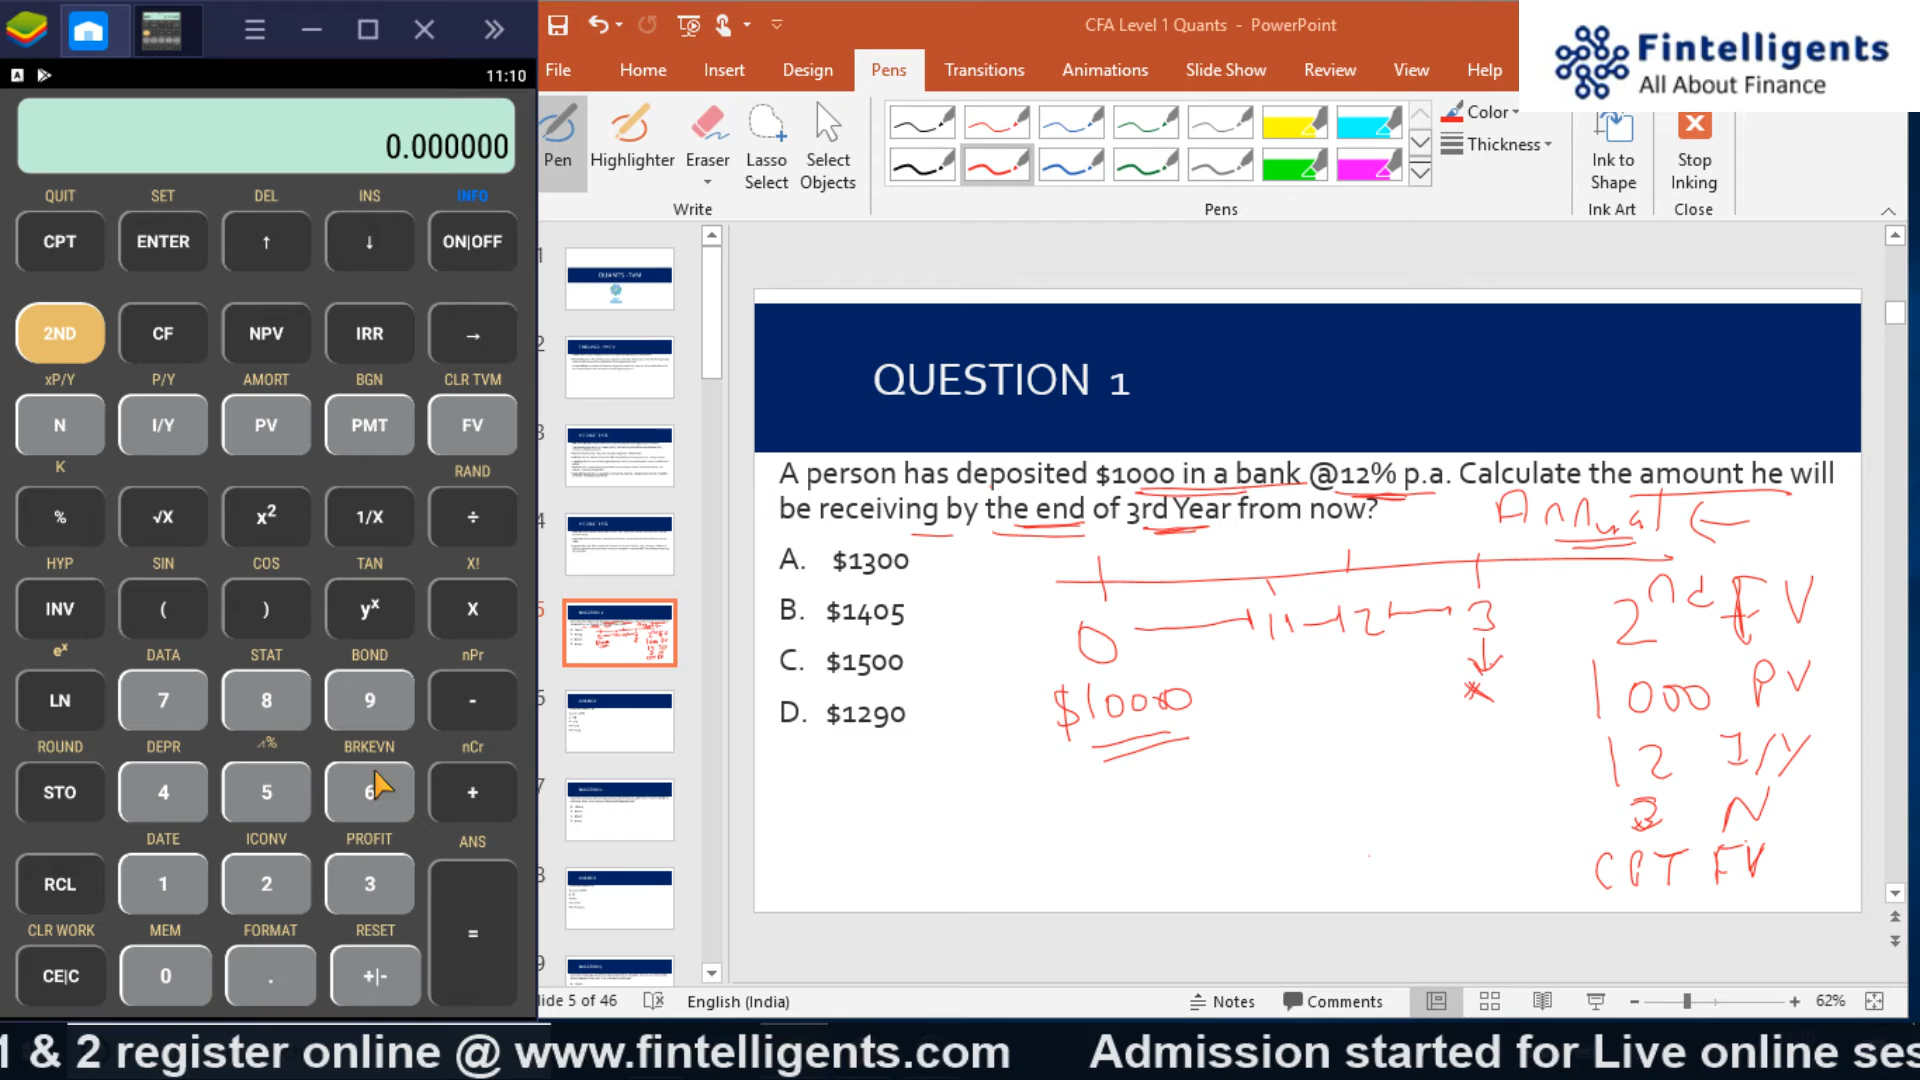 11:10
0.000000
QUIT SET DEL INS INFO
CPT ENTER ↑ ↓ ON|OFF
2ND CF NPV IRR →
xP/Y P/Y AMORT BGN CLR TVM
N I/Y PV PMT FV
K RAND
% √X x² 1/X ÷
HYP SIN COS TAN X!
INV ( ) yˣ X
eˣ DATA STAT BOND nPr
LN 7 8 9 -
ROUND DEPR BRKEVN nCr
STO 4 5 6 +
DATE ICONV PROFIT ANS
RCL 1 2 3 =
CLR WORK MEM FORMAT RESET
CE|C 0 . +|-
CFA Level 1 Quants - PowerPoint
File Home Insert Design Pens Transitions Animations Slide Show Review View Help
Fintelligents
All About Finance
Pen Highlighter Eraser Lasso Select Select Objects
Write
Pens
Color
Thickness
Ink to Shape
Stop Inking
Ink Art Close
QUESTION 1
A person has deposited $1000 in a bank @12% p.a. Calculate the amount he will
be receiving by the end of 3rd Year from now?
A. $1300
B. $1405
C. $1500
D. $1290
Annual
0 1 2 3
$1000
2nd FV
1000 PV
12 I/Y
3 N
CPT FV
lide 5 of 46 English (India) Notes Comments 62%
1 & 2 register online @ www.fintelligents.com Admission started for Live online ses